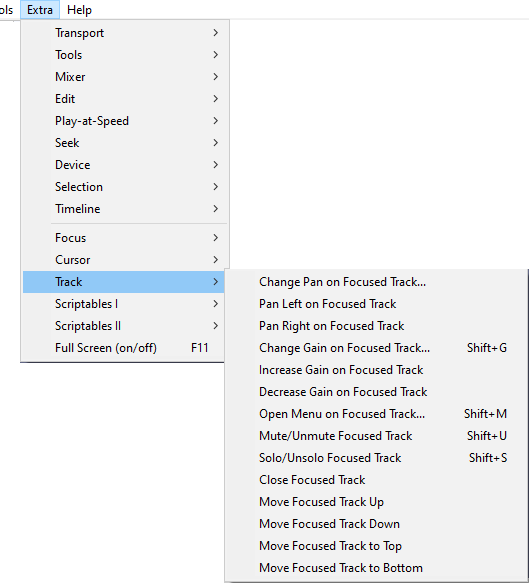 ols Extra Help
Transport
Tools
Mixer
Edit
Play-at-Speed
Seek
Device
Selection
Timeline
Focus
Cursor
Track
Scriptables I
Scriptables II
Full Screen (on/off) F11
Change Pan on Focused Track...
Pan Left on Focused Track
Pan Right on Focused Track
Change Gain on Focused Track... Shift+G
Increase Gain on Focused Track
Decrease Gain on Focused Track
Open Menu on Focused Track... Shift+M
Mute/Unmute Focused Track Shift+U
Solo/Unsolo Focused Track Shift+S
Close Focused Track
Move Focused Track Up
Move Focused Track Down
Move Focused Track to Top
Move Focused Track to Bottom